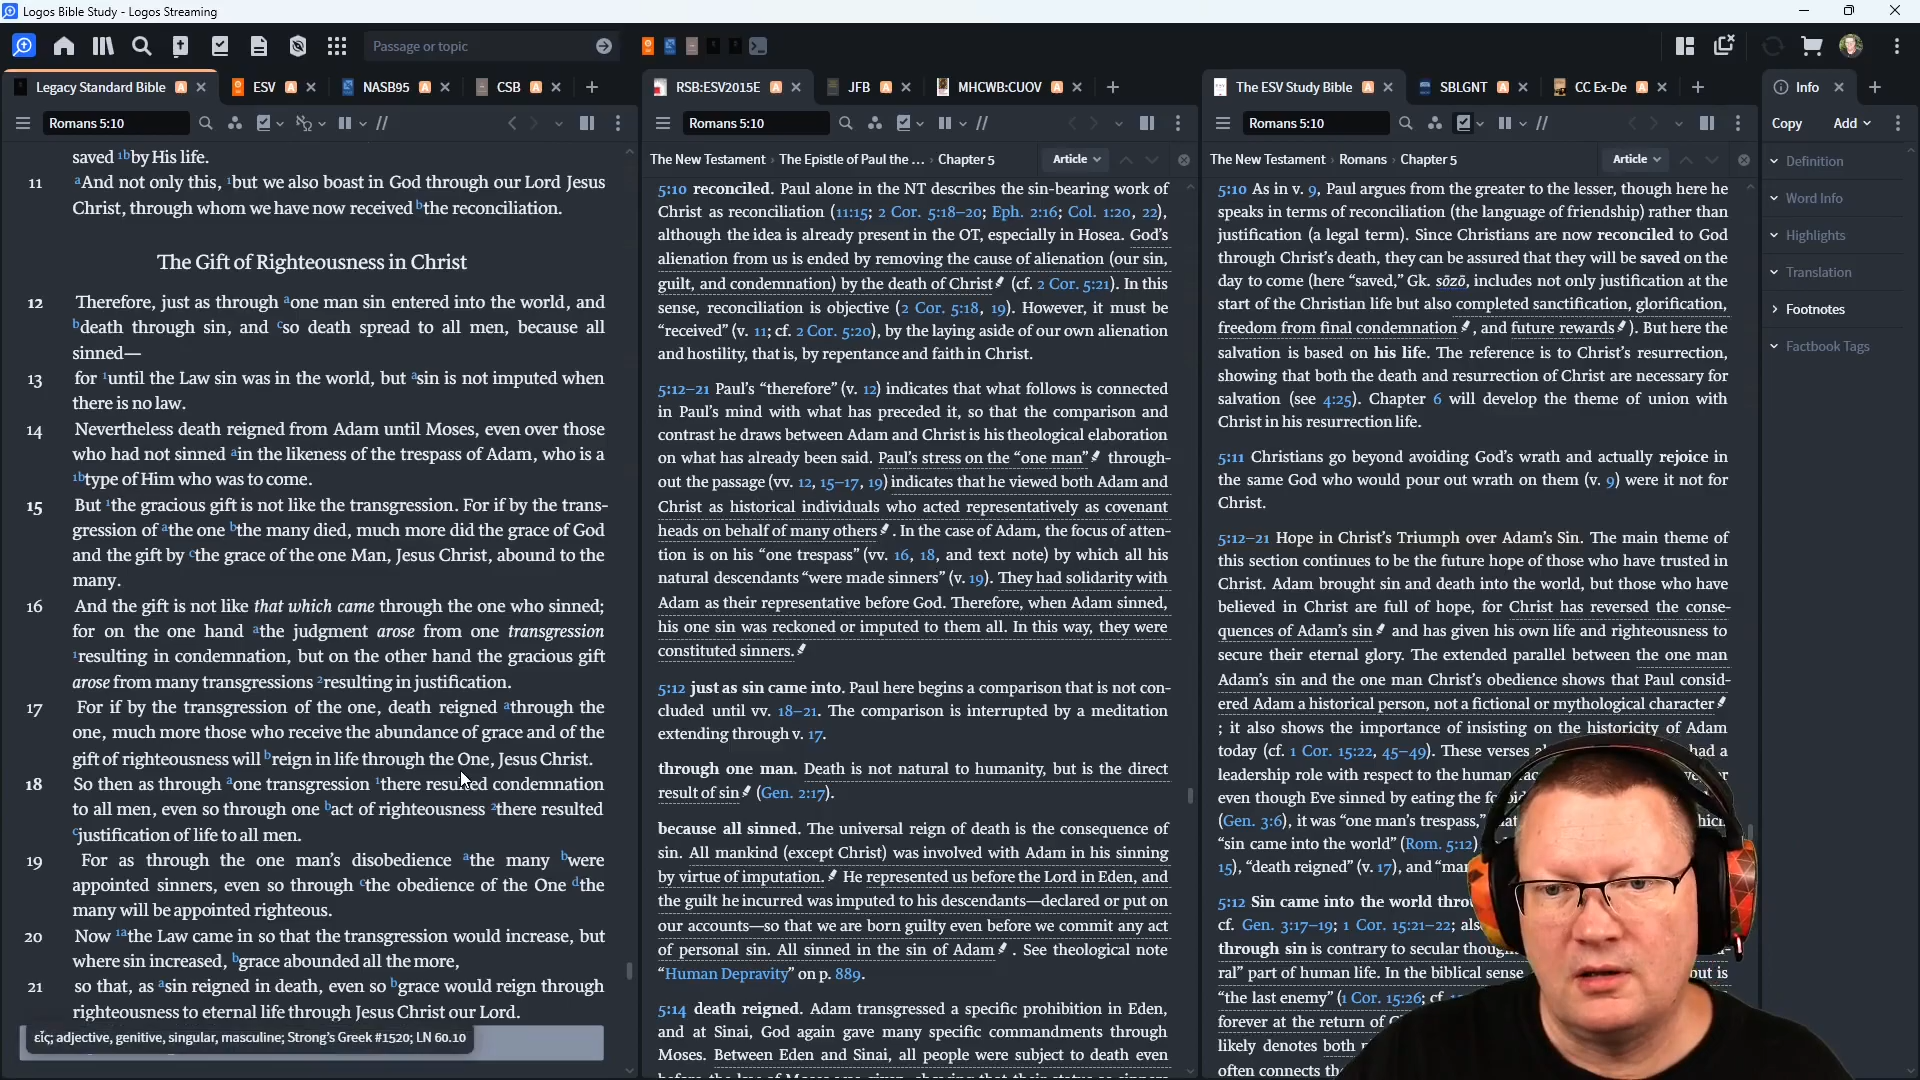 Logos Bible Study - Logos Streaming
Passage or topic
Legacy Standard Bible A
ESV A
NASB95 A
CSB A
RSB:ESV2015E A
JFB A
MHCWB:CUOV A
The ESV Study Bible A
SBLGNT A
CC Ex-De A
Info
Romans 5:10
Romans 5:10
Romans 5:10
Copy Add
The New Testament › The Epistle of Paul the ... › Chapter 5 Article
The New Testament › Romans › Chapter 5 Article
saved 1bby His life.
11 aAnd not only this, 1but we also boast in God through our Lord Jesus
Christ, through whom we have now received bthe reconciliation.
The Gift of Righteousness in Christ
12 Therefore, just as through aone man sin entered into the world, and
bdeath through sin, and cso death spread to all men, because all
sinned—
13 for 1until the Law sin was in the world, but asin is not imputed when
there is no law.
14 Nevertheless death reigned from Adam until Moses, even over those
who had not sinned ain the likeness of the trespass of Adam, who is a
1btype of Him who was to come.
15 But 1the gracious gift is not like the transgression. For if by the trans-
gression of athe one bthe many died, much more did the grace of God
and the gift by cthe grace of the one Man, Jesus Christ, abound to the
many.
16 And the gift is not like that which came through the one who sinned;
for on the one hand athe judgment arose from one transgression
1resulting in condemnation, but on the other hand the gracious gift
arose from many transgressions 2resulting in justification.
17 For if by the transgression of the one, death reigned athrough the
one, much more those who receive the abundance of grace and of the
gift of righteousness will breign in life through the One, Jesus Christ.
18 So then as through aone transgression 1there resulted condemnation
to all men, even so through one bact of righteousness 2there resulted
cjustification of life to all men.
19 For as through the one man's disobedience athe many bwere
appointed sinners, even so through cthe obedience of the One dthe
many will be appointed righteous.
20 Now 1athe Law came in so that the transgression would increase, but
where sin increased, bgrace abounded all the more,
21 so that, as asin reigned in death, even so bgrace would reign through
righteousness to eternal life through Jesus Christ our Lord.
εἷς; adjective, genitive, singular, masculine; Strong's Greek #1520; LN 60.10
5:10 reconciled. Paul alone in the NT describes the sin-bearing work of
Christ as reconciliation (11:15; 2 Cor. 5:18–20; Eph. 2:16; Col. 1:20, 22),
although the idea is already present in the OT, especially in Hosea. God's
alienation from us is ended by removing the cause of alienation (our sin,
guilt, and condemnation) by the death of Christ (cf. 2 Cor. 5:21). In this
sense, reconciliation is objective (2 Cor. 5:18, 19). However, it must be
"received" (v. 11; cf. 2 Cor. 5:20), by the laying aside of our own alienation
and hostility, that is, by repentance and faith in Christ.
5:12–21 Paul's "therefore" (v. 12) indicates that what follows is connected
in Paul's mind with what has preceded it, so that the comparison and
contrast he draws between Adam and Christ is his theological elaboration
on what has already been said. Paul's stress on the "one man" through-
out the passage (vv. 12, 15–17, 19) indicates that he viewed both Adam and
Christ as historical individuals who acted representatively as covenant
heads on behalf of many others. In the case of Adam, the focus of atten-
tion is on his "one trespass" (vv. 16, 18, and text note) by which all his
natural descendants "were made sinners" (v. 19). They had solidarity with
Adam as their representative before God. Therefore, when Adam sinned,
his one sin was reckoned or imputed to them all. In this way, they were
constituted sinners.
5:12 just as sin came into. Paul here begins a comparison that is not con-
cluded until vv. 18–21. The comparison is interrupted by a meditation
extending through v. 17.
through one man. Death is not natural to humanity, but is the direct
result of sin (Gen. 2:17).
because all sinned. The universal reign of death is the consequence of
sin. All mankind (except Christ) was involved with Adam in his sinning
by virtue of imputation. He represented us before the Lord in Eden, and
the guilt he incurred was imputed to his descendants—declared or put on
our accounts—so that we are born guilty even before we commit any act
of personal sin. All sinned in the sin of Adam. See theological note
"Human Depravity" on p. 889.
5:14 death reigned. Adam transgressed a specific prohibition in Eden,
and at Sinai, God again gave many specific commandments through
Moses. Between Eden and Sinai, all people were subject to death even
5:10 As in v. 9, Paul argues from the greater to the lesser, though here he
speaks in terms of reconciliation (the language of friendship) rather than
justification (a legal term). Since Christians are now reconciled to God
through Christ's death, they can be assured that they will be saved on the
day to come (here "saved," Gk. sōzō, includes not only justification at the
start of the Christian life but also completed sanctification, glorification,
freedom from final condemnation, and future rewards). But here the
salvation is based on his life. The reference is to Christ's resurrection,
showing that both the death and resurrection of Christ are necessary for
salvation (see 4:25). Chapter 6 will develop the theme of union with
Christ in his resurrection life.
5:11 Christians go beyond avoiding God's wrath and actually rejoice in
the same God who would pour out wrath on them (v. 9) were it not for
Christ.
5:12–21 Hope in Christ's Triumph over Adam's Sin. The main theme of
this section continues to be the future hope of those who have trusted in
Christ. Adam brought sin and death into the world, but those who have
believed in Christ are full of hope, for Christ has reversed the conse-
quences of Adam's sin and has given his own life and righteousness to
secure their eternal glory. The extended parallel between the one man
Adam's sin and the one man Christ's obedience shows that Paul consid-
ered Adam a historical person, not a fictional or mythological character
; it also shows the importance of insisting on the historicity of Adam
today (cf. 1 Cor. 15:22, 45–49). These verses had a
leadership role with respect to the human
even though Eve sinned by eating the
(Gen. 3:6), it was "one man's trespass,"
"sin came into the world" (Rom. 5:12)
15), "death reigned" (v. 17), and
5:12 Sin came into the world
cf. Gen. 3:17–19; 1 Cor. 15:21–22;
through sin is contrary to secular
ral" part of human life. In the biblical sense but is
"the last enemy" (1 Cor. 15:26; cf.
forever at the return of
likely denotes both
often connects
Definition
Word Info
Highlights
Translation
Footnotes
Factbook Tags